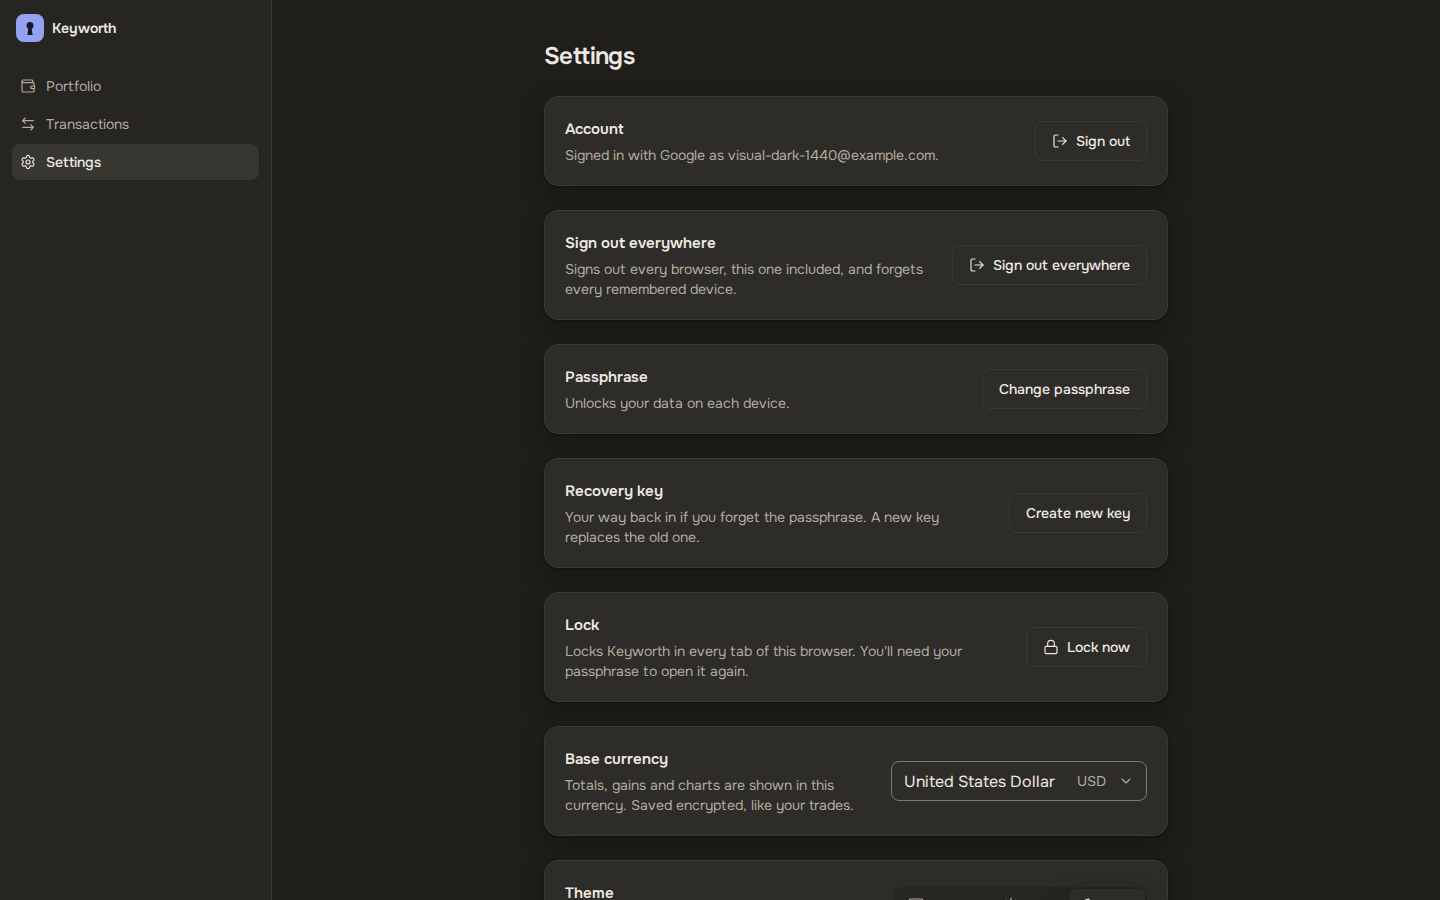 Keyworth
Portfolio
Transactions
Settings
Settings
Account
Signed in with Google as visual-dark-1440@example.com.
Sign out
Sign out everywhere
Signs out every browser, this one included, and forgets
every remembered device.
Sign out everywhere
Passphrase
Unlocks your data on each device.
Change passphrase
Recovery key
Your way back in if you forget the passphrase. A new key
replaces the old one.
Create new key
Lock
Locks Keyworth in every tab of this browser. You'll need your
passphrase to open it again.
Lock now
Base currency
Totals, gains and charts are shown in this
currency. Saved encrypted, like your trades.
United States Dollar USD
Theme